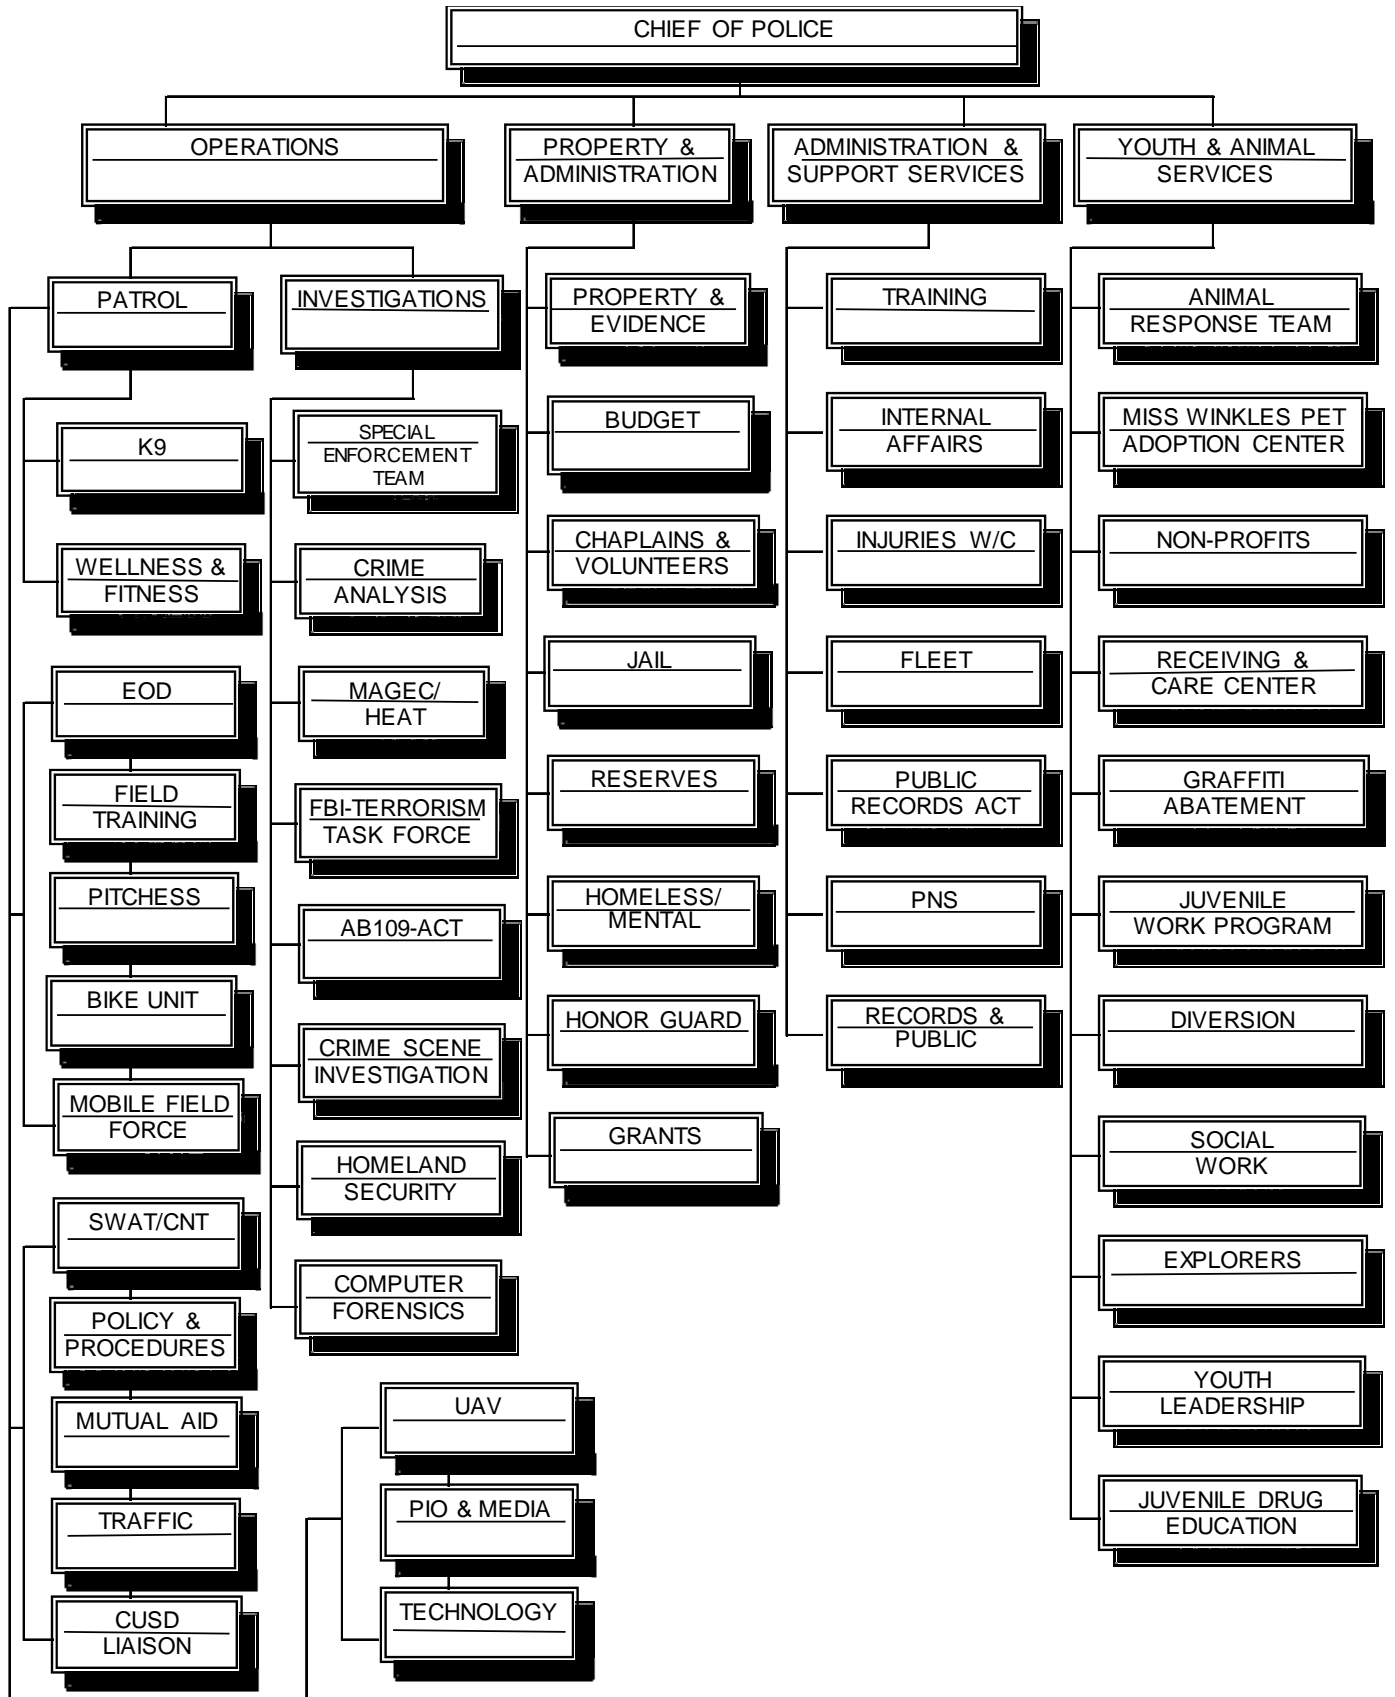 CHIEF OF POLICE
OPERATIONS
PROPERTY &
ADMINISTRATION
ADMINISTRATION &
SUPPORT SERVICES
YOUTH & ANIMAL
SERVICES
PATROL
INVESTIGATIONS
K9
WELLNESS &
FITNESS
EOD
FIELD
TRAINING
PITCHESS
BIKE UNIT
MOBILE FIELD
FORCE
SWAT/CNT
POLICY &
PROCEDURES
MUTUAL AID
TRAFFIC
CUSD
LIAISON
SPECIAL
ENFORCEMENT
TEAM
CRIME
ANALYSIS
MAGEC/
HEAT
FBI-TERRORISM
TASK FORCE
AB109-ACT
CRIME SCENE
INVESTIGATION
HOMELAND
SECURITY
COMPUTER
FORENSICS
UAV
PIO & MEDIA
TECHNOLOGY
PROPERTY &
EVIDENCE
BUDGET
CHAPLAINS &
VOLUNTEERS
JAIL
RESERVES
HOMELESS/
MENTAL
HONOR GUARD
GRANTS
TRAINING
INTERNAL
AFFAIRS
INJURIES W/C
FLEET
PUBLIC
RECORDS ACT
PNS
RECORDS &
PUBLIC
ANIMAL
RESPONSE TEAM
MISS WINKLES PET
ADOPTION CENTER
NON-PROFITS
RECEIVING &
CARE CENTER
GRAFFITI
ABATEMENT
JUVENILE
WORK PROGRAM
DIVERSION
SOCIAL
WORK
EXPLORERS
YOUTH
LEADERSHIP
JUVENILE DRUG
EDUCATION